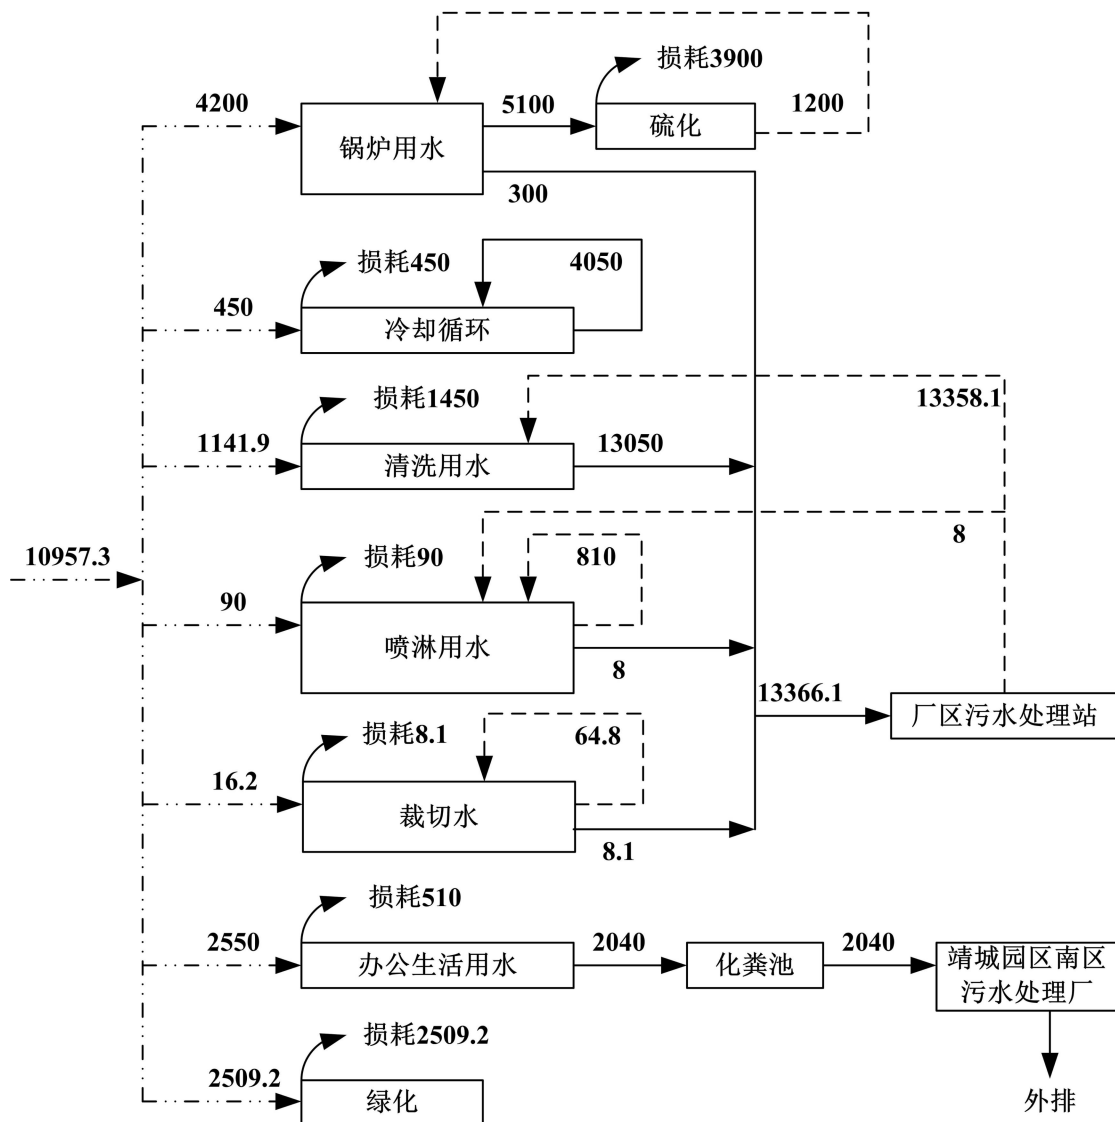 损耗3900
4200
5100
1200
锅炉用水
硫化
300
损耗450
4050
450
冷却循环
损耗1450
13358.1
1141.9
13050
清洗用水
10957.3
损耗90
810
8
90
喷淋用水
8
13366.1
厂区污水处理站
损耗8.1
64.8
16.2
裁切水
8.1
损耗510
2550
2040
2040
办公生活用水
化粪池
靖城园区南区
污水处理厂
损耗2509.2
2509.2
绿化
外排